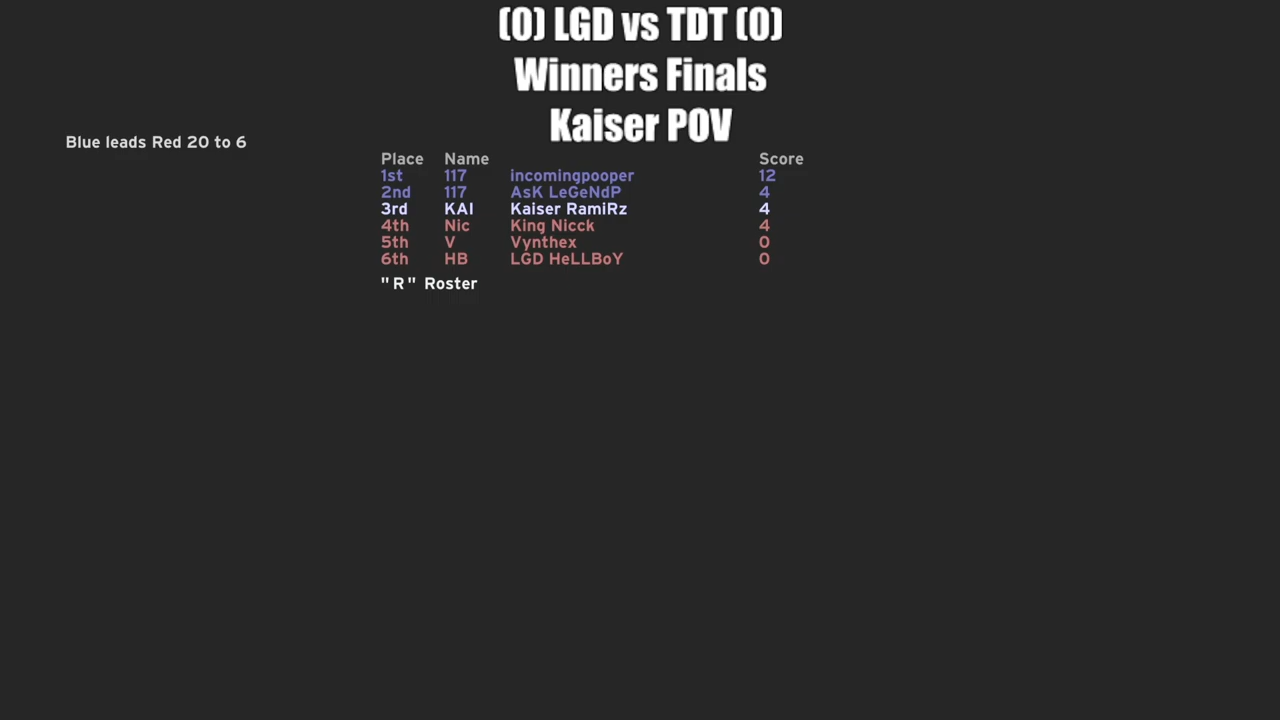 (0) LGD vs TDT (0)
Winners Finals
Kaiser POV
Blue leads Red 20 to 6
Place Name Score
1st 117 incomingpooper 12
2nd 117 AsK LeGeNdP 4
3rd KAI Kaiser RamiRz 4
4th Nic King Nicck 4
5th V Vynthex 0
6th HB LGD HeLLBoY 0
"R" Roster